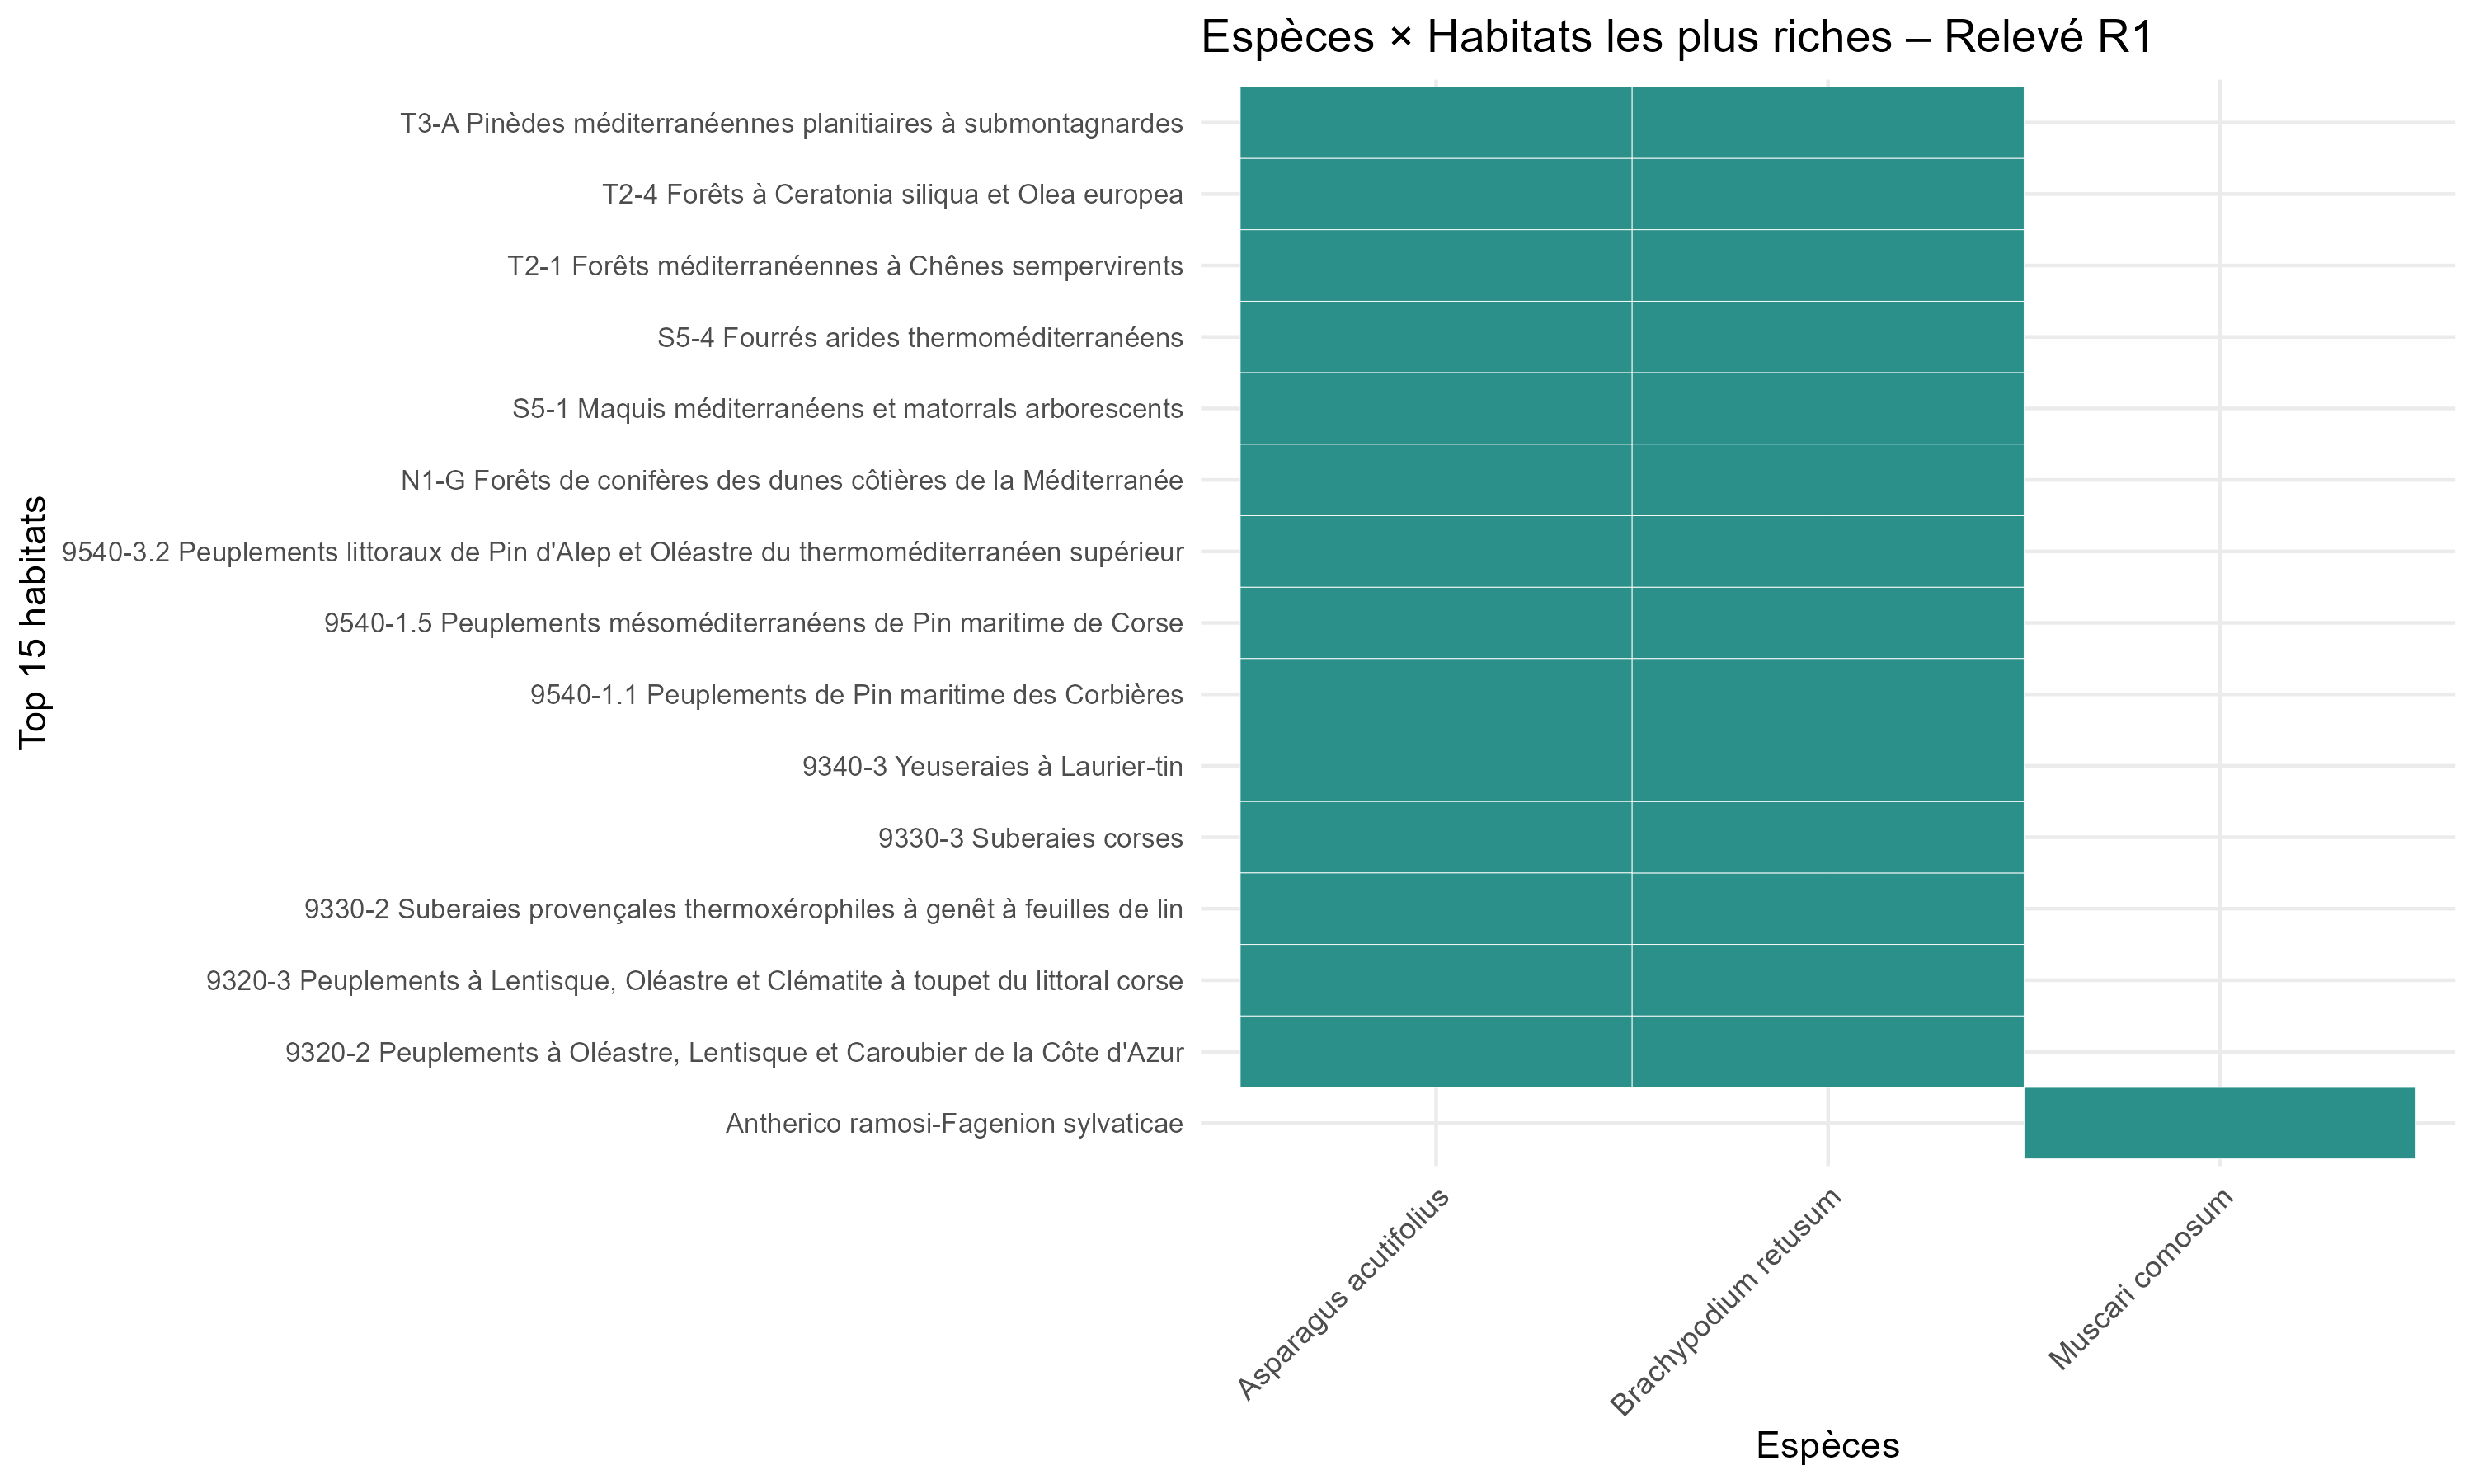 Espèces × Habitats les plus riches – Relevé R1
Top 15 habitats
T3-A Pinèdes méditerranéennes planitiaires à submontagnardes
T2-4 Forêts à Ceratonia siliqua et Olea europea
T2-1 Forêts méditerranéennes à Chênes sempervirents
S5-4 Fourrés arides thermoméditerranéens
S5-1 Maquis méditerranéens et matorrals arborescents
N1-G Forêts de conifères des dunes côtières de la Méditerranée
9540-3.2 Peuplements littoraux de Pin d'Alep et Oléastre du thermoméditerranéen supérieur
9540-1.5 Peuplements mésoméditerranéens de Pin maritime de Corse
9540-1.1 Peuplements de Pin maritime des Corbières
9340-3 Yeuseraies à Laurier-tin
9330-3 Suberaies corses
9330-2 Suberaies provençales thermoxérophiles à genêt à feuilles de lin
9320-3 Peuplements à Lentisque, Oléastre et Clématite à toupet du littoral corse
9320-2 Peuplements à Oléastre, Lentisque et Caroubier de la Côte d'Azur
Antherico ramosi-Fagenion sylvaticae
Asparagus acutifolius
Brachypodium retusum
Muscari comosum
Espèces